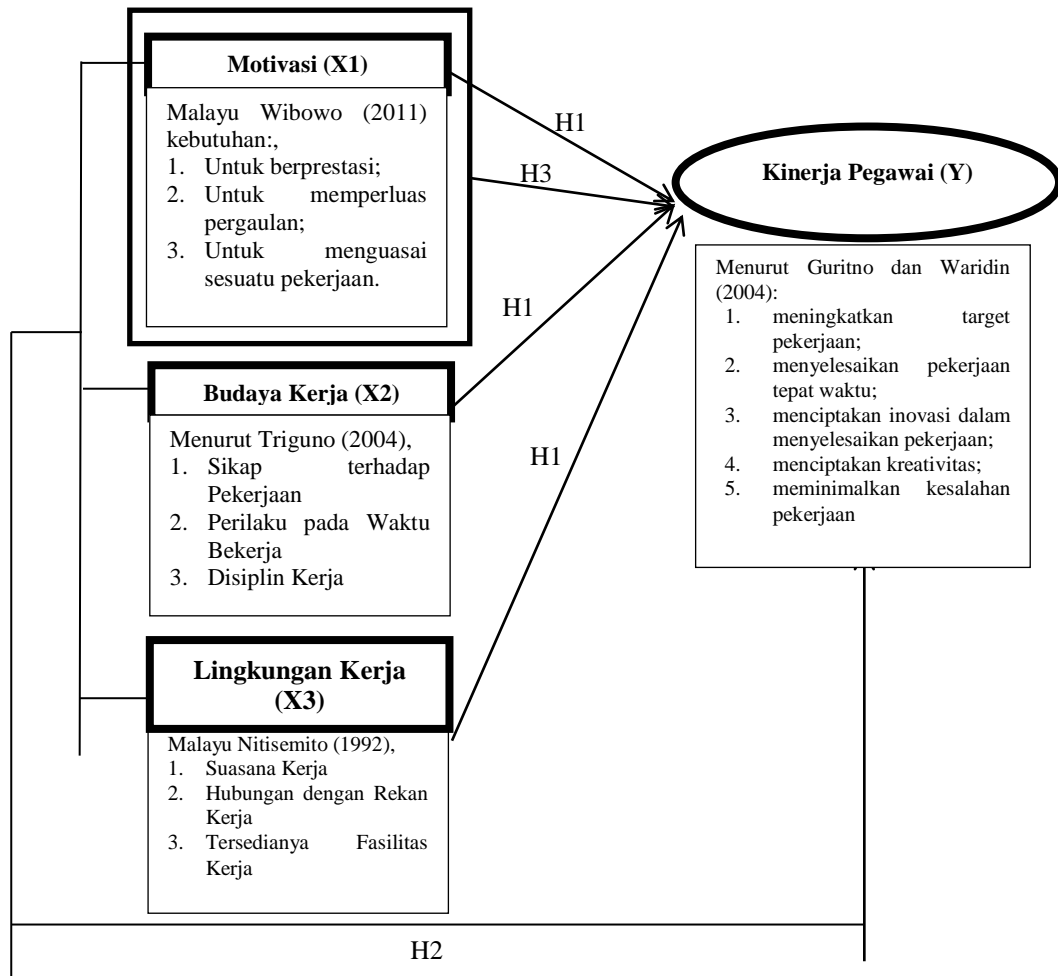 Motivasi (X1)
Malayu Wibowo (2011)
kebutuhan:,
1. Untuk berprestasi;
2. Untuk memperluas
pergaulan;
3. Untuk menguasai
sesuatu pekerjaan.
H1
H3
Kinerja Pegawai (Y)
Menurut Guritno dan Waridin
(2004):
1. meningkatkan target
pekerjaan;
2. menyelesaikan pekerjaan
tepat waktu;
3. menciptakan inovasi dalam
menyelesaikan pekerjaan;
4. menciptakan kreativitas;
5. meminimalkan kesalahan
pekerjaan
H1
Budaya Kerja (X2)
Menurut Triguno (2004),
1. Sikap terhadap
Pekerjaan
2. Perilaku pada Waktu
Bekerja
3. Disiplin Kerja
H1
Lingkungan Kerja
(X3)
Malayu Nitisemito (1992),
1. Suasana Kerja
2. Hubungan dengan Rekan
Kerja
3. Tersedianya Fasilitas
Kerja
H2